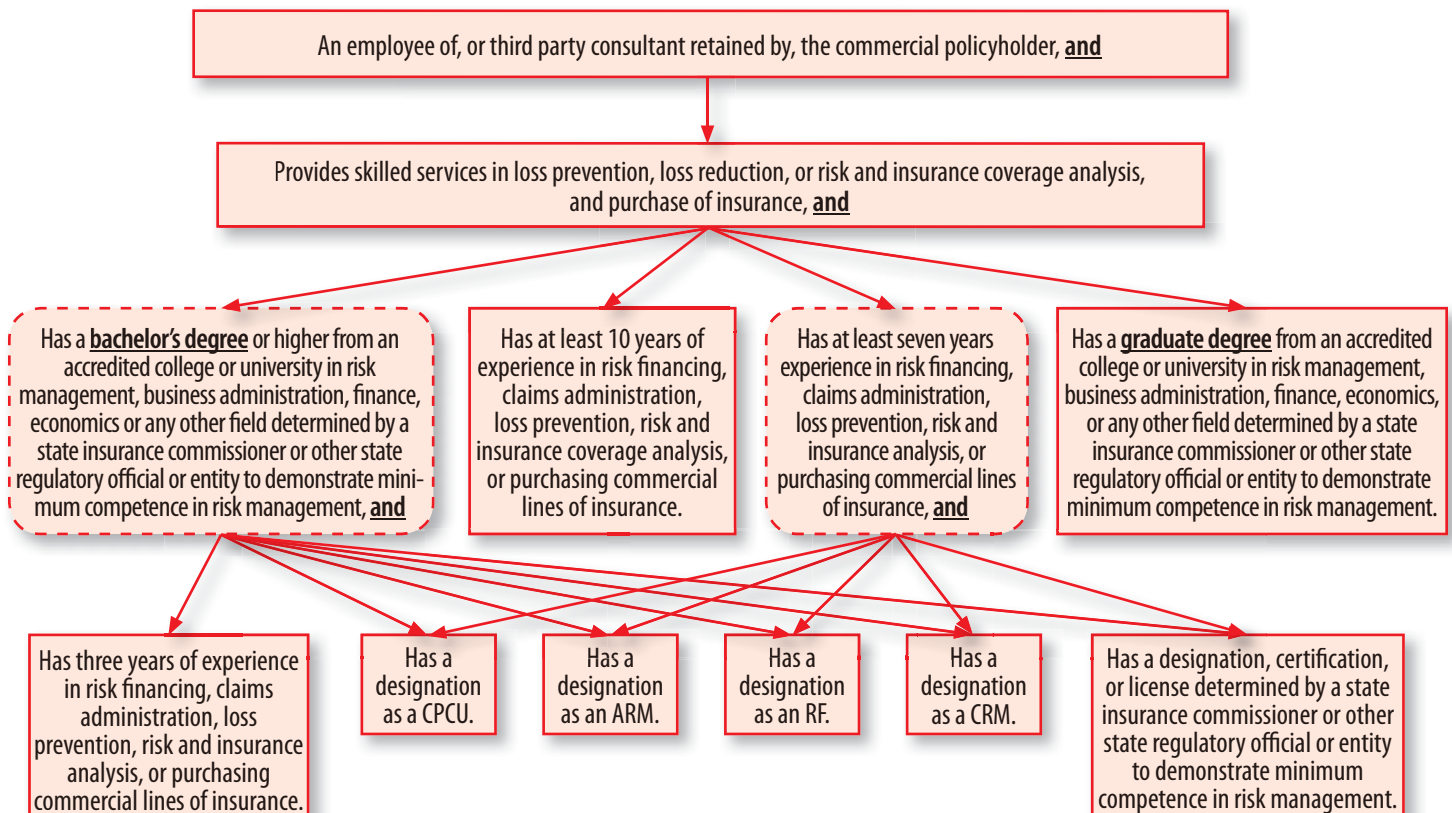 An employee of, or third party consultant retained by, the commercial policyholder, and
Provides skilled services in loss prevention, loss reduction, or risk and insurance coverage analysis,
and purchase of insurance, and
Has a bachelor's degree or higher from an
accredited college or university in risk
management, business administration, finance,
economics or any other field determined by a
state insurance commissioner or other state
regulatory official or entity to demonstrate mini-
mum competence in risk management, and
Has at least 10 years of
experience in risk financing,
claims administration,
loss prevention, risk and
insurance coverage analysis,
or purchasing commercial
lines of insurance.
Has at least seven years
experience in risk financing,
claims administration,
loss prevention, risk and
insurance analysis, or
purchasing commercial lines
of insurance, and
Has a graduate degree from an accredited
college or university in risk management,
business administration, finance, economics,
or any other field determined by a state
insurance commissioner or other state
regulatory official or entity to demonstrate
minimum competence in risk management.
Has three years of experience
in risk financing, claims
administration, loss
prevention, risk and insurance
analysis, or purchasing
commercial lines of insurance.
Has a
designation
as a CPCU.
Has a
designation
as an ARM.
Has a
designation
as an RF.
Has a
designation
as a CRM.
Has a designation, certification,
or license determined by a state
insurance commissioner or other
state regulatory official or entity
to demonstrate minimum
competence in risk management.